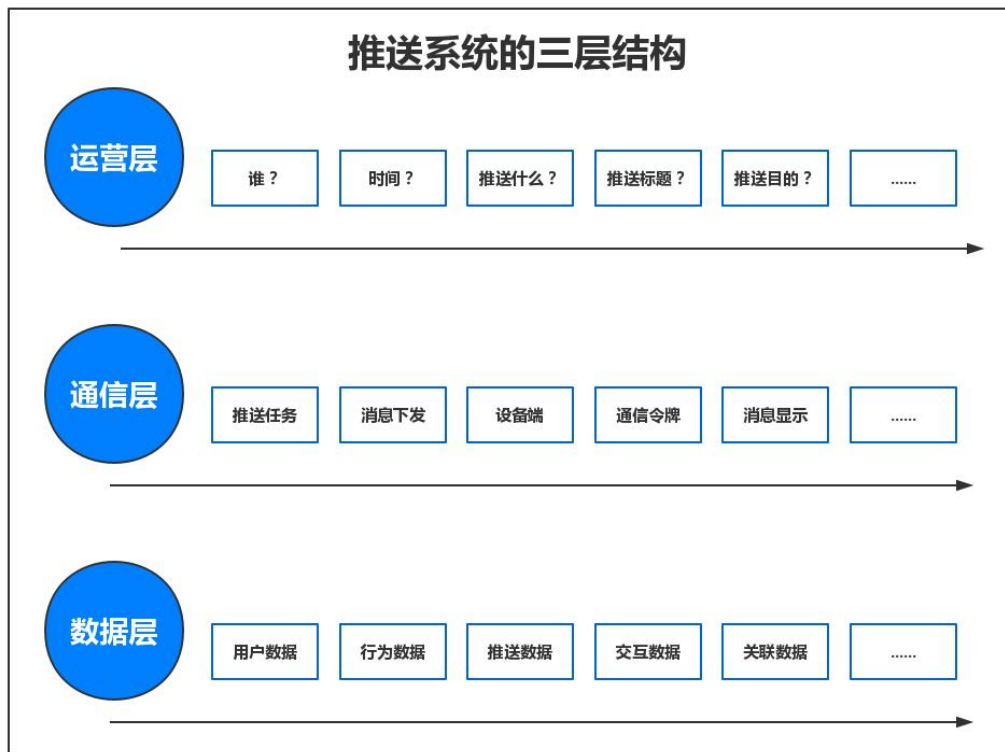 推送系统的三层结构
运营层
谁？
时间？
推送什么？
推送标题？
推送目的？
......
通信层
推送任务
消息下发
设备端
通信令牌
消息显示
......
数据层
用户数据
行为数据
推送数据
交互数据
关联数据
......